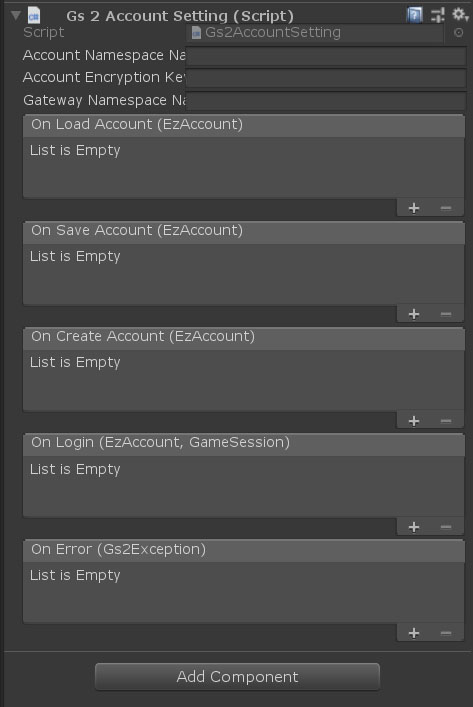 Gs 2 Account Setting (Script)
Script Gs2AccountSetting
Account Namespace Na
Account Encryption Key
Gateway Namespace Na
On Load Account (EzAccount)
List is Empty
On Save Account (EzAccount)
List is Empty
On Create Account (EzAccount)
List is Empty
On Login (EzAccount, GameSession)
List is Empty
On Error (Gs2Exception)
List is Empty
Add Component